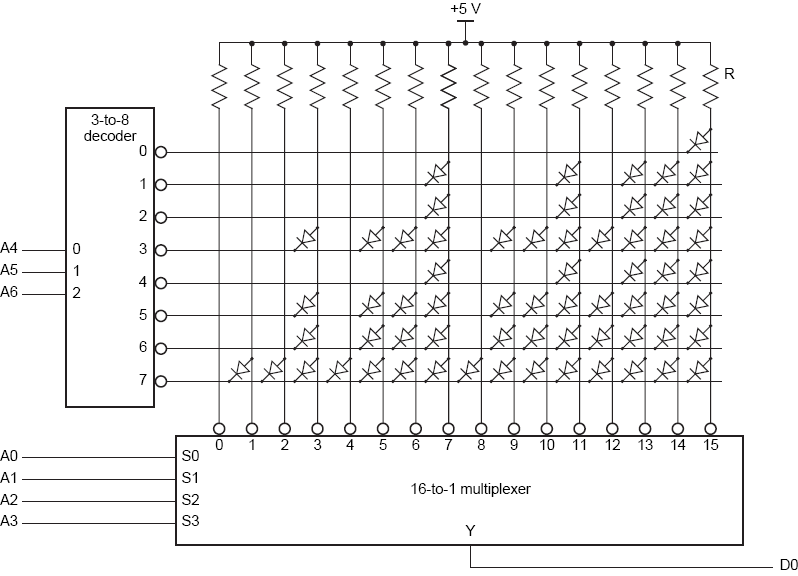 +5 V
R
3-to-8
decoder
0
1
2
3
4
5
6
7
A4 0
A5 1
A6 2
0 1 2 3 4 5 6 7 8 9 10 11 12 13 14 15
A0 S0
A1 S1
A2 S2
A3 S3
16-to-1 multiplexer
Y
D0